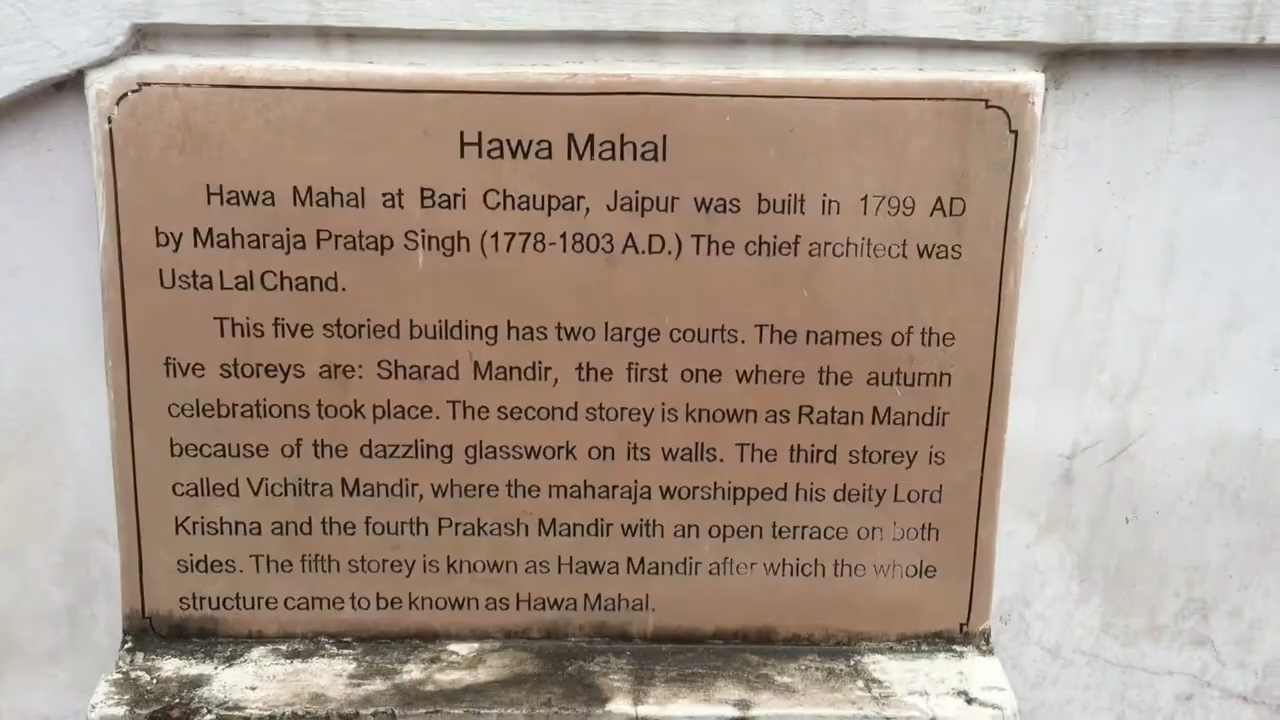 Hawa Mahal
Hawa Mahal at Bari Chaupar, Jaipur was built in 1799 AD
by Maharaja Pratap Singh (1778-1803 A.D.) The chief architect was
Usta Lal Chand.
This five storied building has two large courts. The names of the
five storeys are: Sharad Mandir, the first one where the autumn
celebrations took place. The second storey is known as Ratan Mandir
because of the dazzling glasswork on its walls. The third storey is
called Vichitra Mandir, where the maharaja worshipped his deity Lord
Krishna and the fourth Prakash Mandir with an open terrace on both
sides. The fifth storey is known as Hawa Mandir after which the whole
structure came to be known as Hawa Mahal.